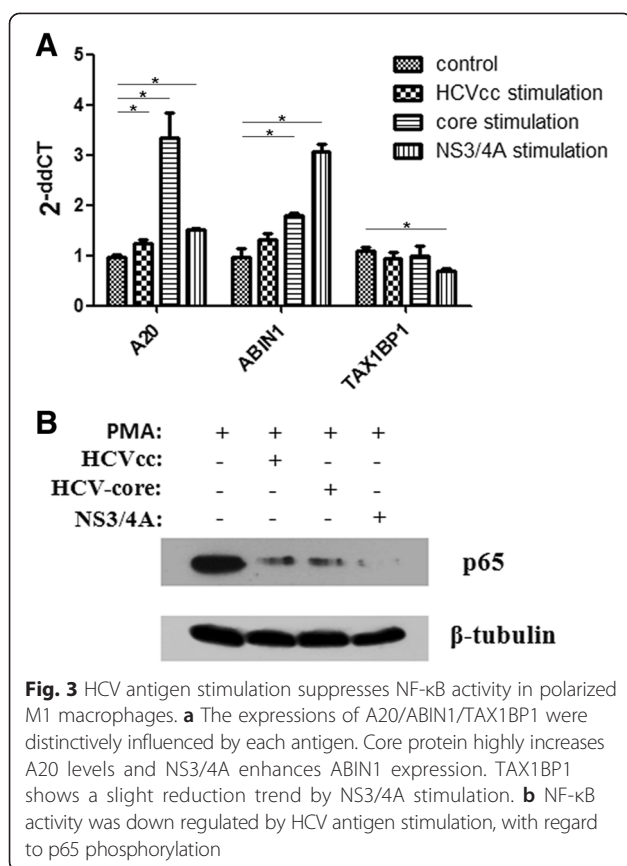 A
2-ddCT
5
4
3
2
1
0
* * *
* *
*
control
HCVcc stimulation
core stimulation
NS3/4A stimulation
A20
ABIN1
TAX1BP1
B
PMA: + + + +
HCVcc: - + - -
HCV-core: - - + -
NS3/4A: - - - +
p65
β-tubulin
Fig. 3 HCV antigen stimulation suppresses NF-κB activity in polarized
M1 macrophages. a The expressions of A20/ABIN1/TAX1BP1 were
distinctively influenced by each antigen. Core protein highly increases
A20 levels and NS3/4A enhances ABIN1 expression. TAX1BP1
shows a slight reduction trend by NS3/4A stimulation. b NF-κB
activity was down regulated by HCV antigen stimulation, with regard
to p65 phosphorylation